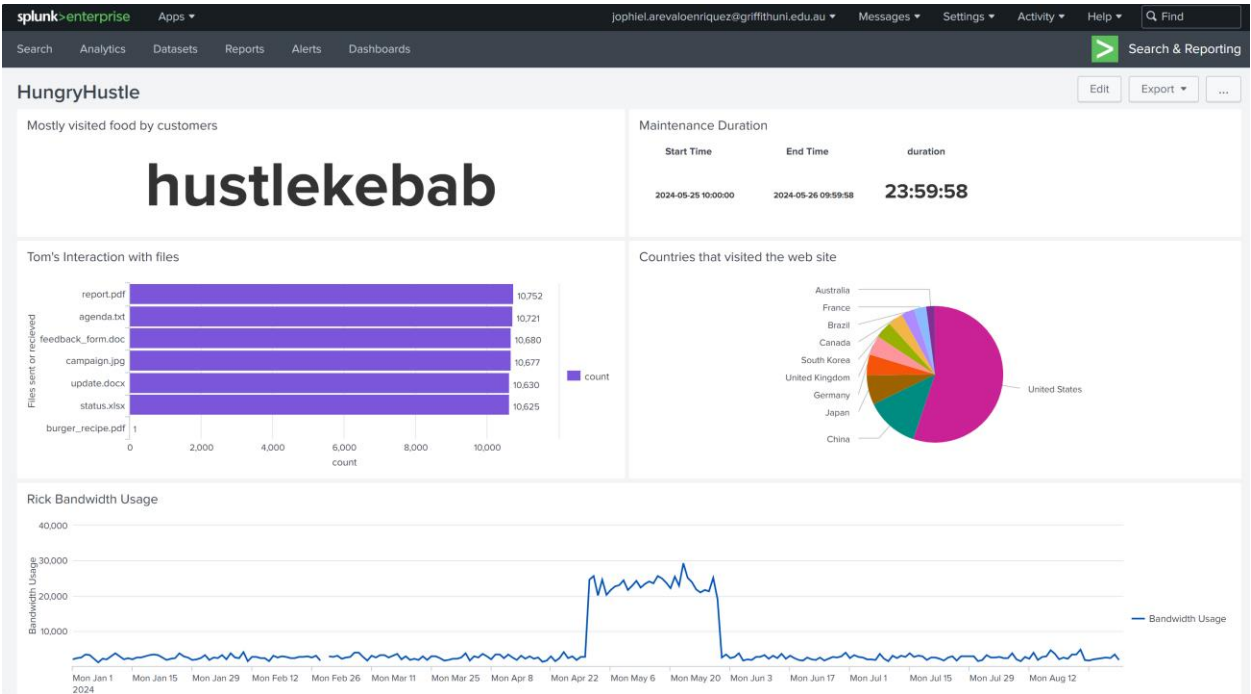 splunk>enterprise Apps jophiel.arevaloenriquez@griffithuni.edu.au Messages Settings Activity Help Find
Search Analytics Datasets Reports Alerts Dashboards Search & Reporting
HungryHustle Edit Export ...
Mostly visited food by customers
hustlekebab
Maintenance Duration
Start Time End Time duration
2024-05-25 10:00:00 2024-05-26 09:59:58 23:59:58
Tom's Interaction with files
Files sent or recieved
report.pdf 10,752
agenda.txt 10,721
feedback_form.doc 10,680
campaign.jpg 10,677
update.docx 10,630
status.xlsx 10,625
burger_recipe.pdf 1
0 2,000 4,000 6,000 8,000 10,000
count
count
Countries that visited the web site
Australia
France
Brazil
Canada
South Korea
United Kingdom
Germany
Japan
China
United States
Rick Bandwidth Usage
Bandwidth Usage
40,000
30,000
20,000
10,000
Mon Jan 1 Mon Jan 15 Mon Jan 29 Mon Feb 12 Mon Feb 26 Mon Mar 11 Mon Mar 25 Mon Apr 8 Mon Apr 22 Mon May 6 Mon May 20 Mon Jun 3 Mon Jun 17 Mon Jul 1 Mon Jul 15 Mon Jul 29 Mon Aug 12
2024
Bandwidth Usage